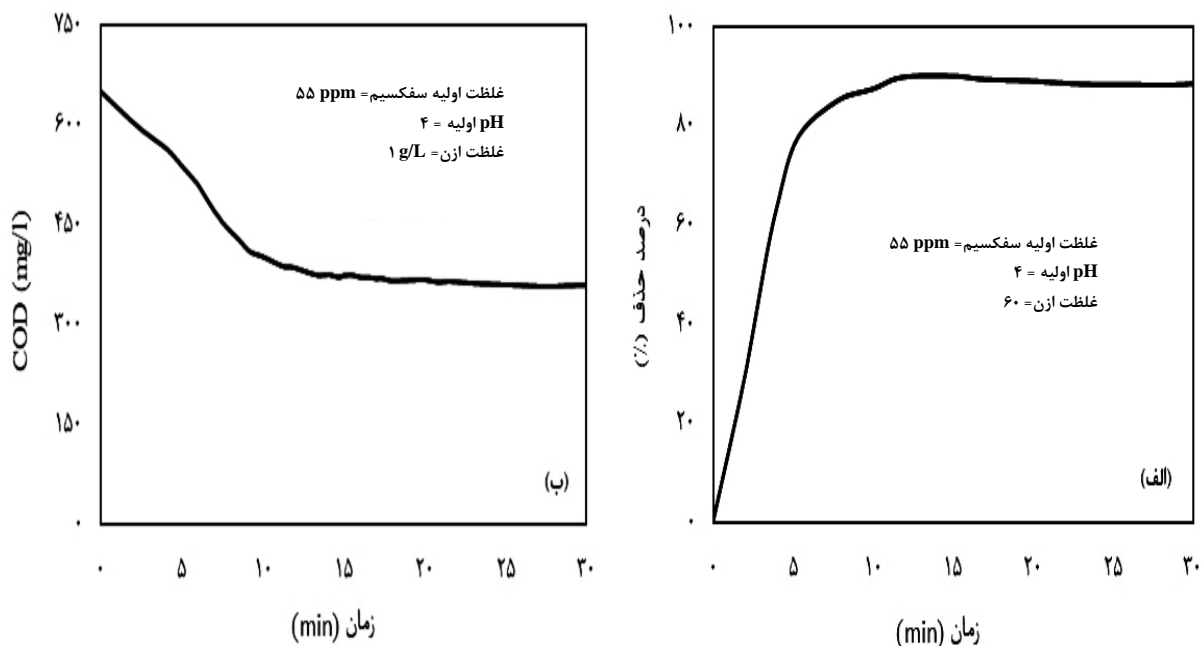 ۱۰۰
۸۰
۶۰
۴۰
۲۰
۰
درصد حذف (٪)
غلظت اولیه سفکسیم= ۵۵ ppm
pH اولیه = ۴
غلظت ازن= ۶۰
(الف)
۰ ۵ ۱۰ ۱۵ ۲۰ ۲۵ ۳۰
زمان (min)
۷۵۰
۶۰۰
۴۵۰
۳۰۰
۱۵۰
۰
COD (mg/l)
غلظت اولیه سفکسیم= ۵۵ ppm
pH اولیه = ۴
غلظت ازن= ۱ g/L
(ب)
۰ ۵ ۱۰ ۱۵ ۲۰ ۲۵ ۳۰
زمان (min)